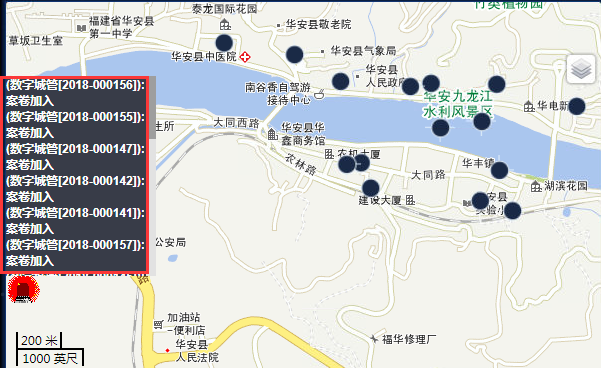 竹类植物园
泰龙国际花园
福建省华安县
第一中学
华安县敬老院
草坂卫生室
华安县中医院
华安县气象局
华安县
人民政府
南谷香自驾游
接待中心
华安九龙江
水利风景区
华电新
(数字城管[2018-000156]):
案卷加入
(数字城管[2018-000155]):
案卷加入
(数字城管[2018-000147]):
案卷加入
(数字城管[2018-000142]):
案卷加入
(数字城管[2018-000141]):
案卷加入
(数字城管[2018-000157]):
案卷加入
生所
大同西路
华安县华
鑫商务馆
农林路
农机大厦
华丰镇
大同路
湖滨花园
建设大厦
安县
实验小
公安局
路
加油站
-便利店
华安县
人民法院
福华修理厂
200 米
1000 英尺